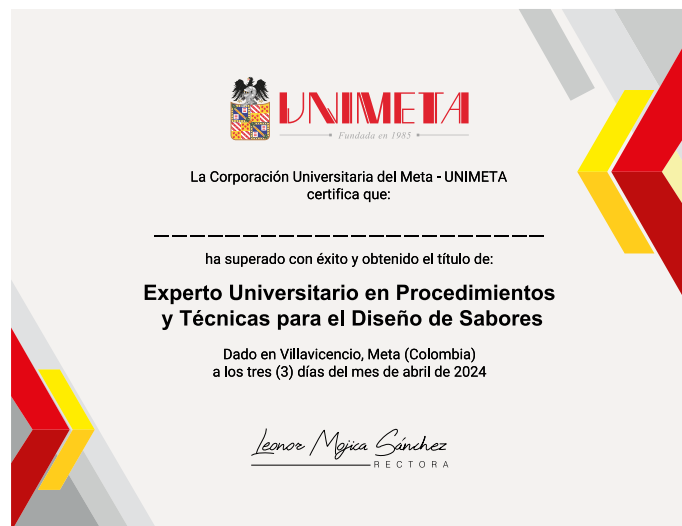 UNIMETA
Fundada en 1985
La Corporación Universitaria del Meta - UNIMETA
certifica que:
ha superado con éxito y obtenido el título de:
Experto Universitario en Procedimientos
y Técnicas para el Diseño de Sabores
Dado en Villavicencio, Meta (Colombia)
a los tres (3) días del mes de abril de 2024
Leonor Mojica Sánchez
RECTORA